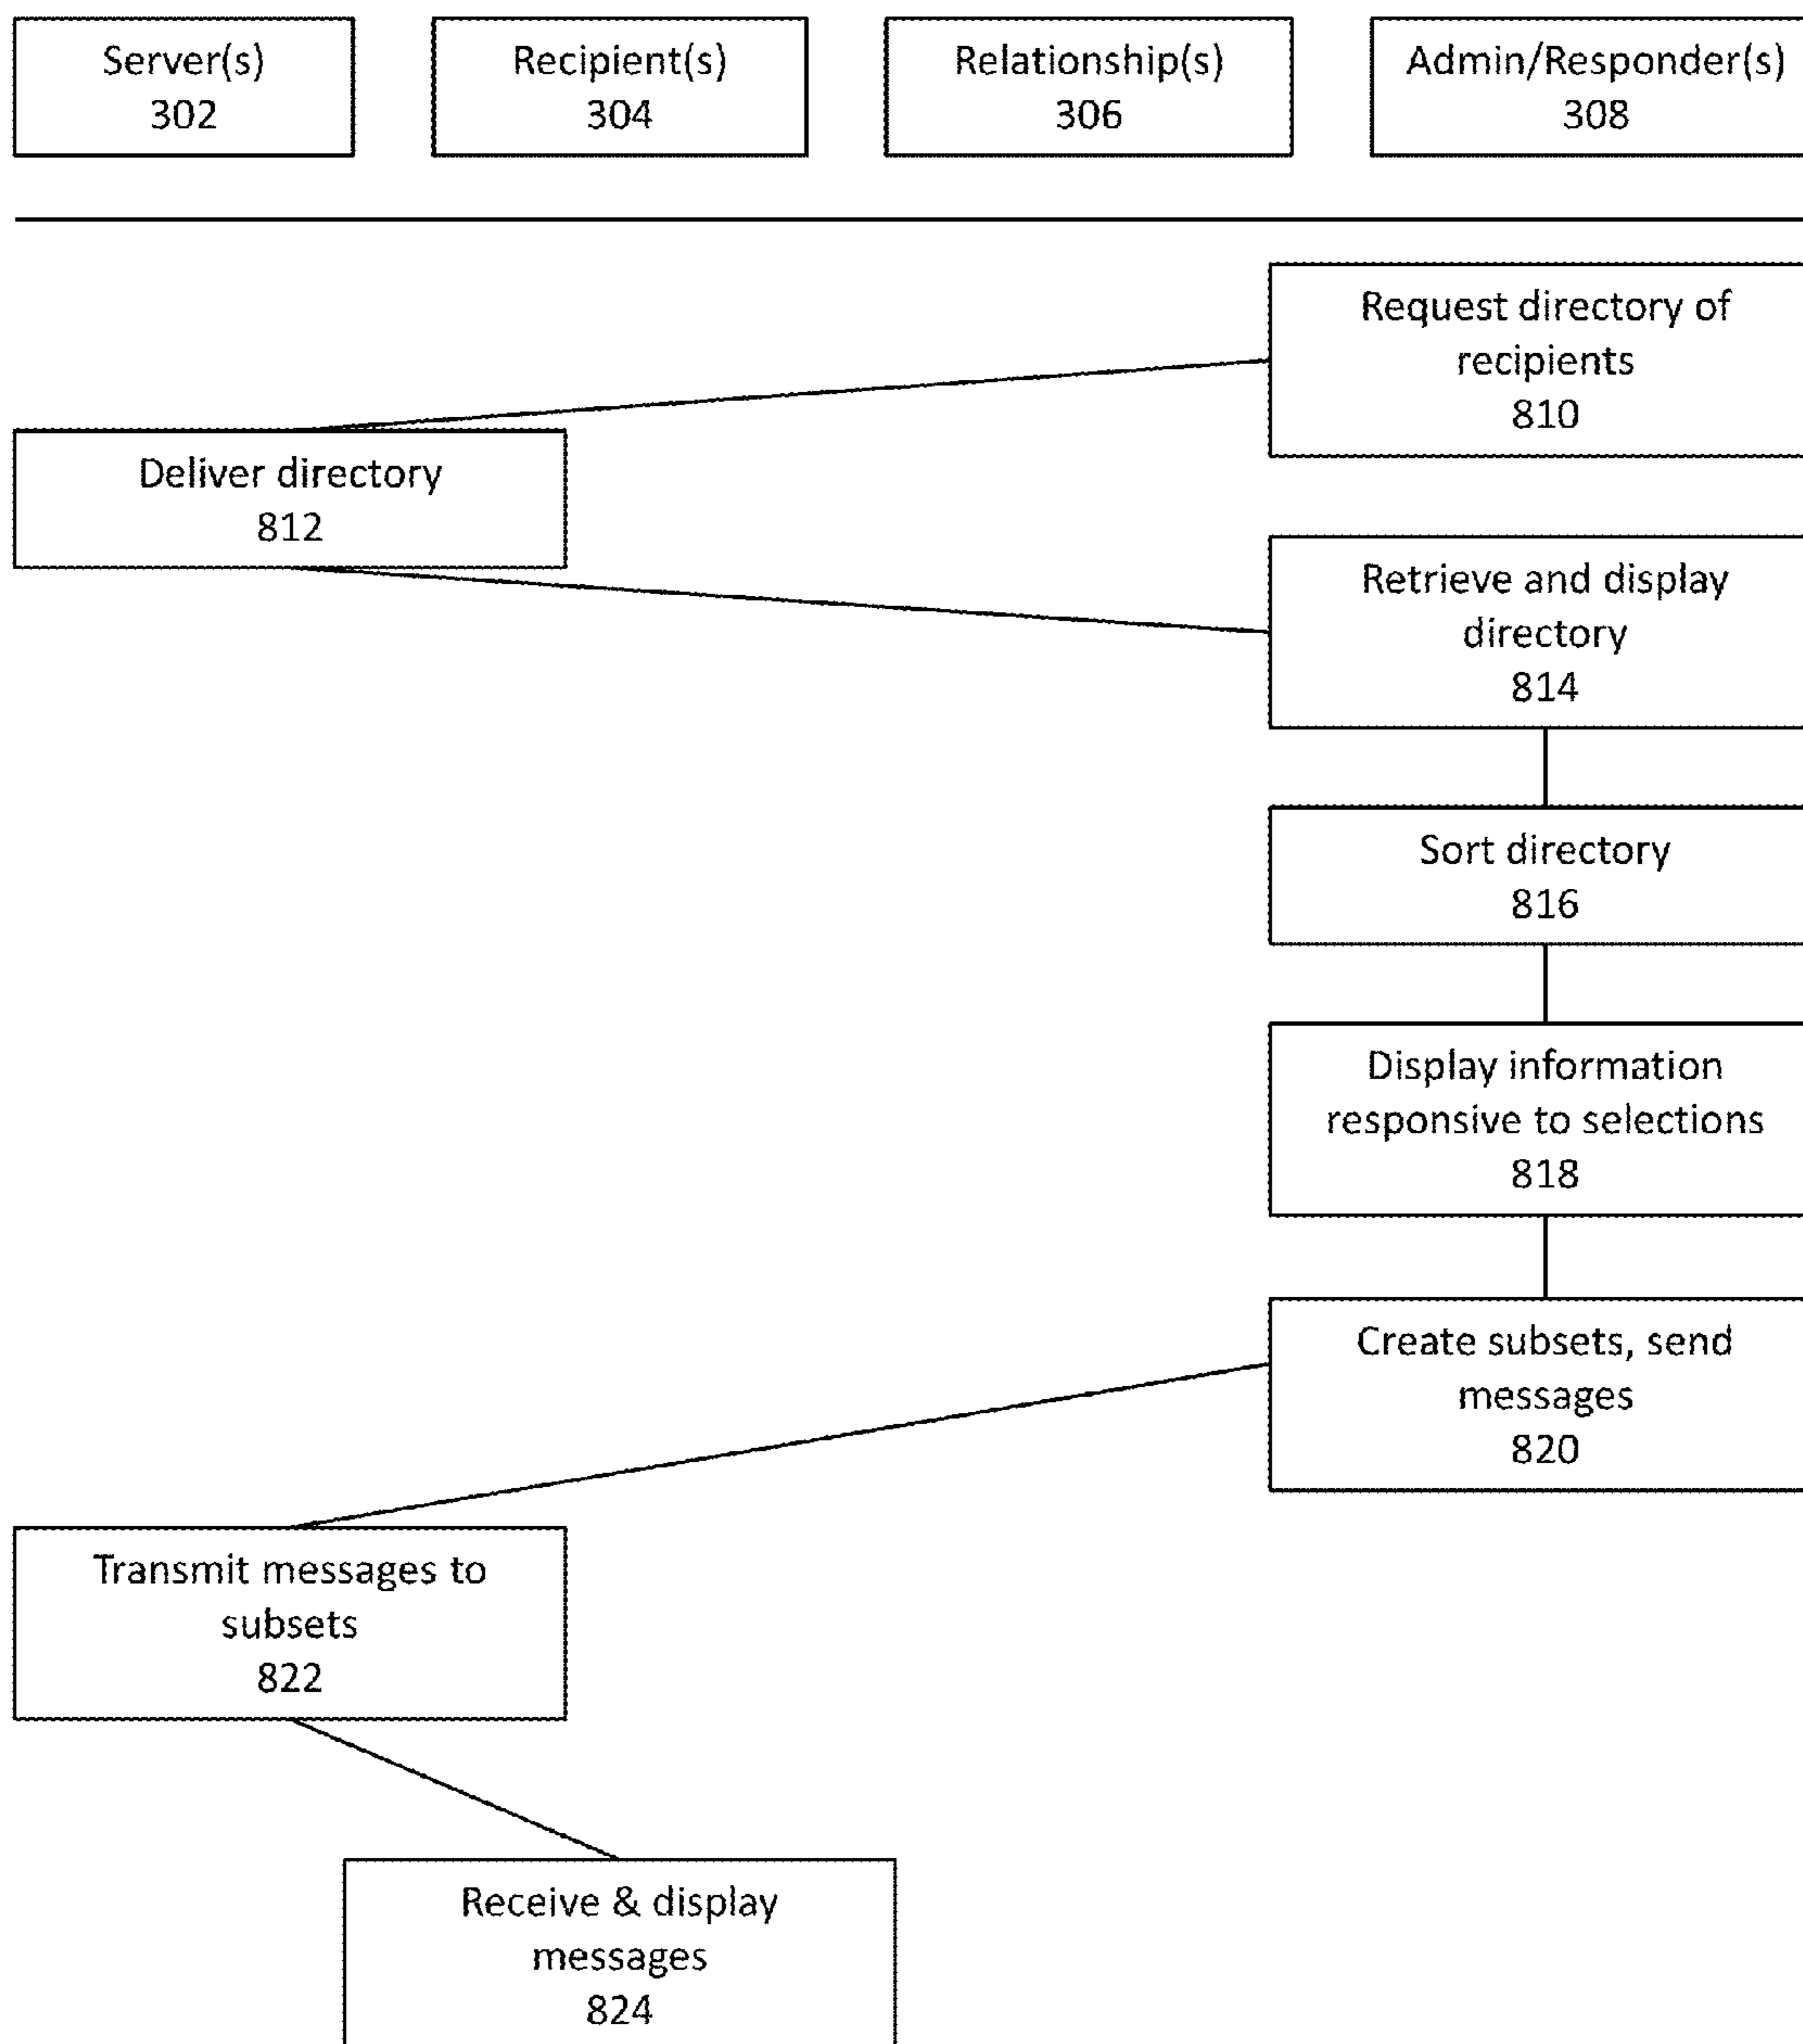 Server(s)
302
Recipient(s)
304
Relationship(s)
306
Admin/Responder(s)
308
Request directory of
recipients
810
Deliver directory
812
Retrieve and display
directory
814
Sort directory
816
Display information
responsive to selections
818
Create subsets, send
messages
820
Transmit messages to
subsets
822
Receive & display
messages
824